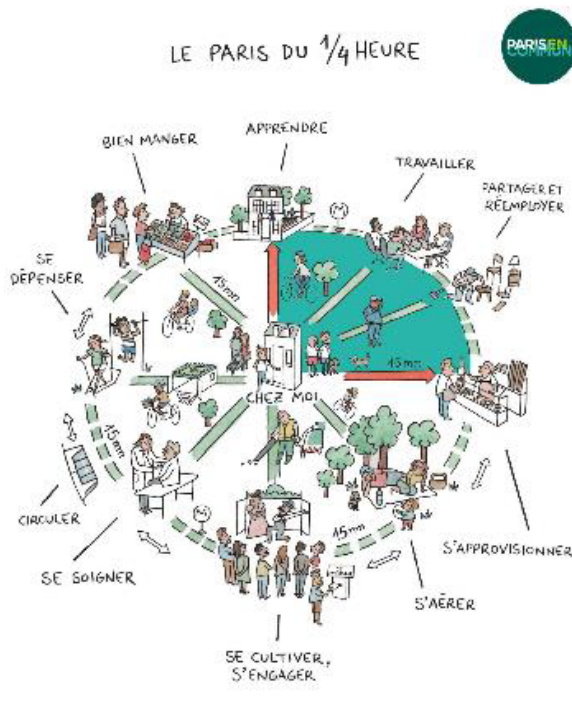 LE PARIS DU 1/4 HEURE
PARIS EN
COMMUN
APPRENDRE
BIEN MANGER
TRAVAILLER
PARTAGER ET
RÉEMPLOYER
SE
DÉPENSER
15mn
15mn
CHEZ MOI
15mn
CIRCULER
M
M
15mn
SE SOIGNER
S'APPROVISIONNER
S'AÉRER
SE CULTIVER,
S'ENGAGER